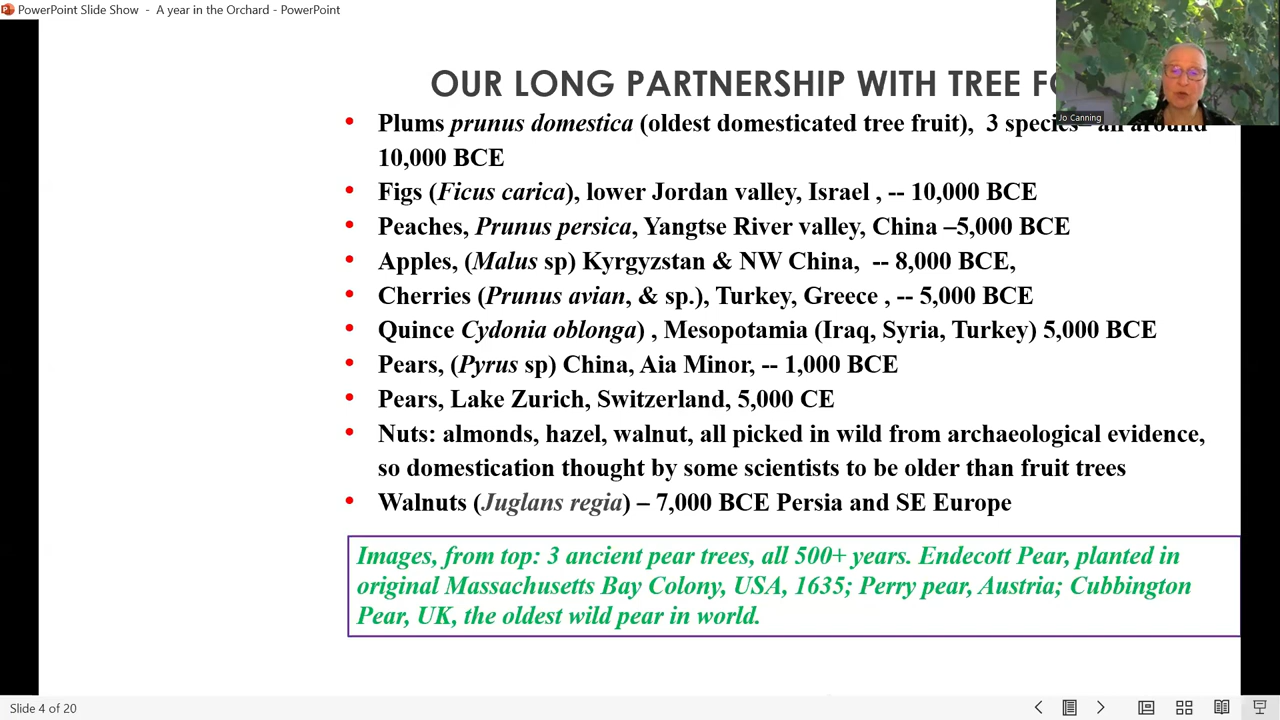 PowerPoint Slide Show - A year in the Orchard - PowerPoint
OUR LONG PARTNERSHIP WITH TREE
Jo Canning
• Plums prunus domestica (oldest domesticated tree fruit), 3 species– all around
10,000 BCE
• Figs (Ficus carica), lower Jordan valley, Israel , -- 10,000 BCE
• Peaches, Prunus persica, Yangtse River valley, China –5,000 BCE
• Apples, (Malus sp) Kyrgyzstan & NW China, -- 8,000 BCE,
• Cherries (Prunus avian, & sp.), Turkey, Greece , -- 5,000 BCE
• Quince Cydonia oblonga) , Mesopotamia (Iraq, Syria, Turkey) 5,000 BCE
• Pears, (Pyrus sp) China, Aia Minor, -- 1,000 BCE
• Pears, Lake Zurich, Switzerland, 5,000 CE
• Nuts: almonds, hazel, walnut, all picked in wild from archaeological evidence,
so domestication thought by some scientists to be older than fruit trees
• Walnuts (Juglans regia) – 7,000 BCE Persia and SE Europe
Images, from top: 3 ancient pear trees, all 500+ years. Endecott Pear, planted in
original Massachusetts Bay Colony, USA, 1635; Perry pear, Austria; Cubbington
Pear, UK, the oldest wild pear in world.
Slide 4 of 20